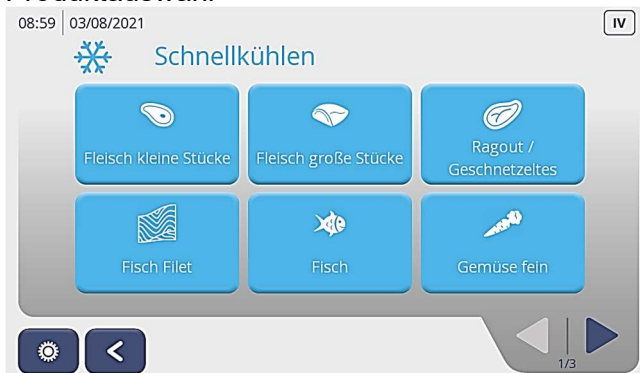 Produktauswahl
08:59 03/08/2021 IV
Schnellkühlen
Fleisch kleine Stücke
Fleisch große Stücke
Ragout /
Geschnetzeltes
Fisch Filet
Fisch
Gemüse fein
1/3